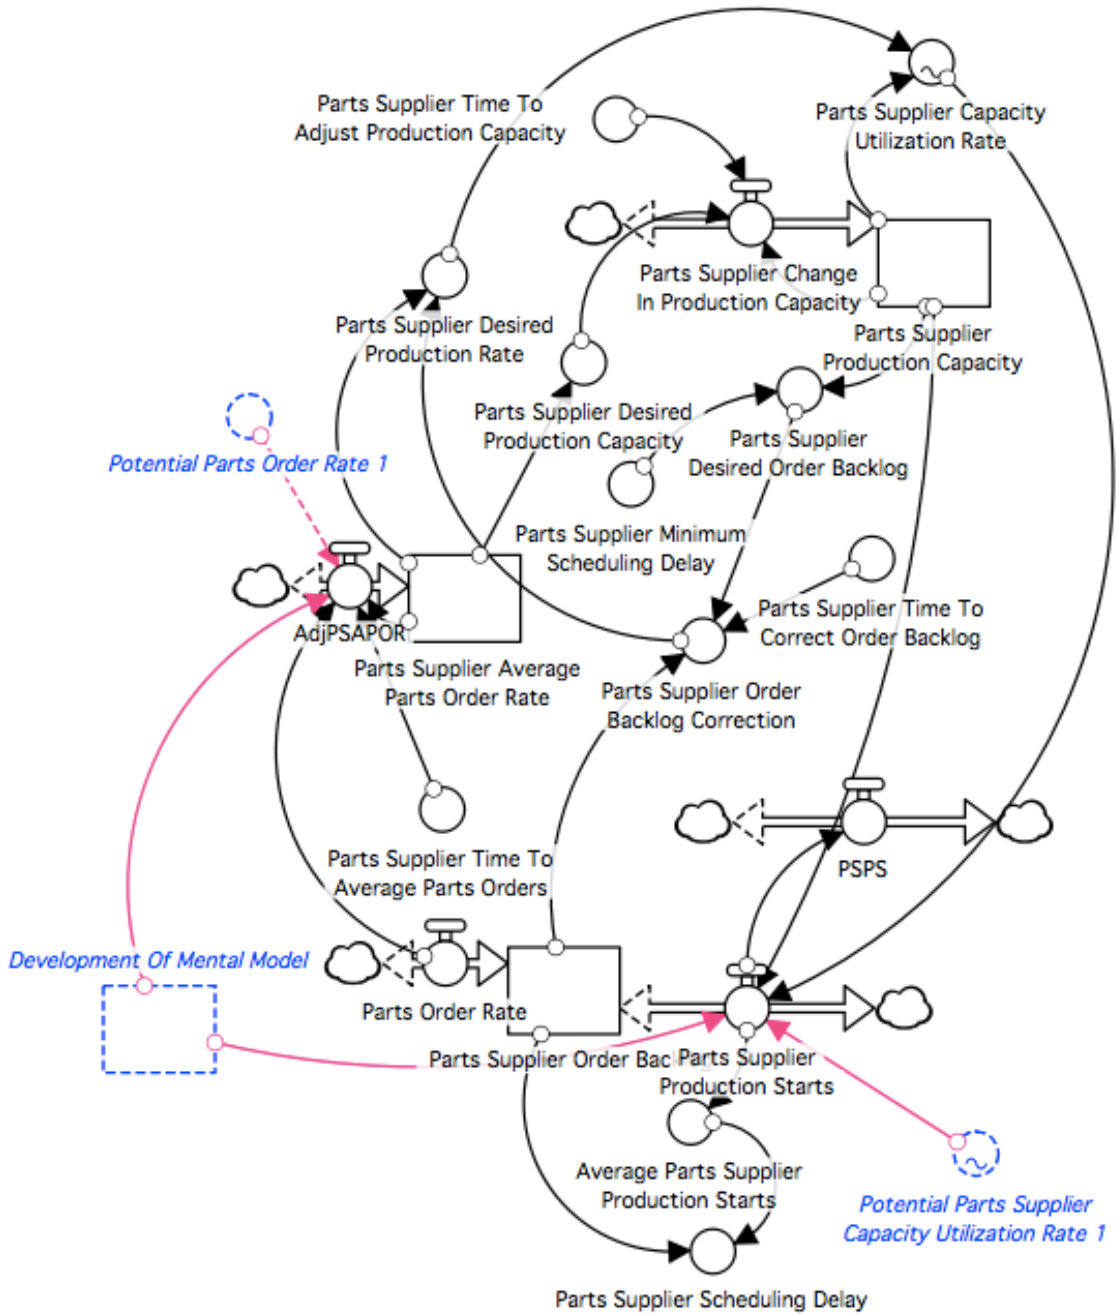 Parts Supplier Time To
Adjust Production Capacity
Parts Supplier Capacity
Utilization Rate
Parts Supplier Change
In Production Capacity
Parts Supplier Desired
Production Rate
Parts Supplier
Production Capacity
Parts Supplier Desired
Production Capacity
Parts Supplier
Desired Order Backlog
Potential Parts Order Rate 1
Parts Supplier Minimum
Scheduling Delay
Parts Supplier Time To
Correct Order Backlog
AdjPSAPOR
Parts Supplier Average
Parts Order Rate
Parts Supplier Order
Backlog Correction
Parts Supplier Time To
Average Parts Orders
PSPS
Development Of Mental Model
Parts Order Rate
Parts Supplier Order
Parts Supplier
Production Starts
Average Parts Supplier
Production Starts
Potential Parts Supplier
Capacity Utilization Rate 1
Parts Supplier Scheduling Delay